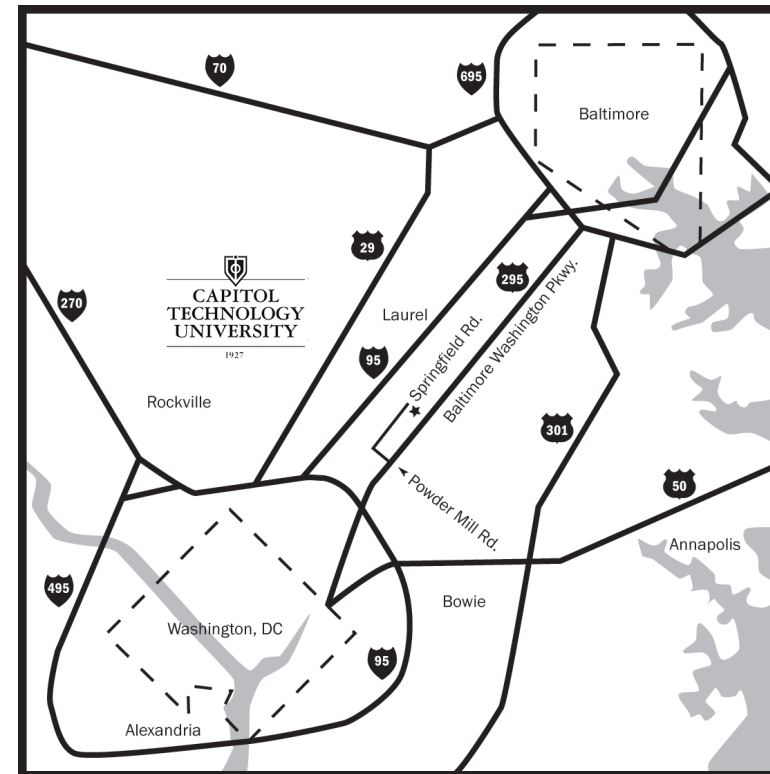 70
695
Baltimore
29
295
CAPITOL
TECHNOLOGY
UNIVERSITY
1927
270
Laurel
95
Springfield Rd.
Baltimore Washington Pkwy.
Rockville
301
50
Powder Mill Rd.
Annapolis
495
Bowie
Washington, DC
95
Alexandria